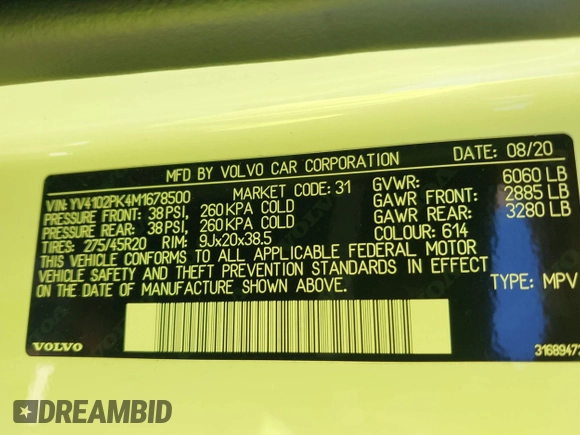 MFD BY VOLVO CAR CORPORATION DATE: 08/20
VIN: YV4102PK4M1678500 MARKET CODE: 31 GVWR: 6060 LB
PRESSURE FRONT: 38 PSI, 260 KPA COLD GAWR FRONT: 2885 LB
PRESSURE REAR: 38 PSI, 260 KPA COLD GAWR REAR: 3280 LB
TIRES: 275/45R20 RIM: 9Jx20x38.5 COLOUR: 614
THIS VEHICLE CONFORMS TO ALL APPLICABLE FEDERAL MOTOR
VEHICLE SAFETY AND THEFT PREVENTION STANDARDS IN EFFECT
ON THE DATE OF MANUFACTURE SHOWN ABOVE. TYPE: MPV
VOLVO 31689473
DREAMBID